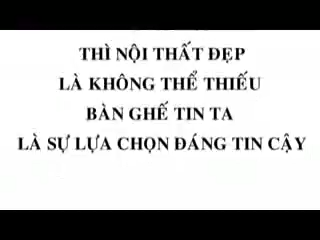 THÌ NỘI THẤT ĐẸP
LÀ KHÔNG THỂ THIẾU
BÀN GHẾ TIN TA
LÀ SỰ LỰA CHỌN ĐÁNG TIN CẬY